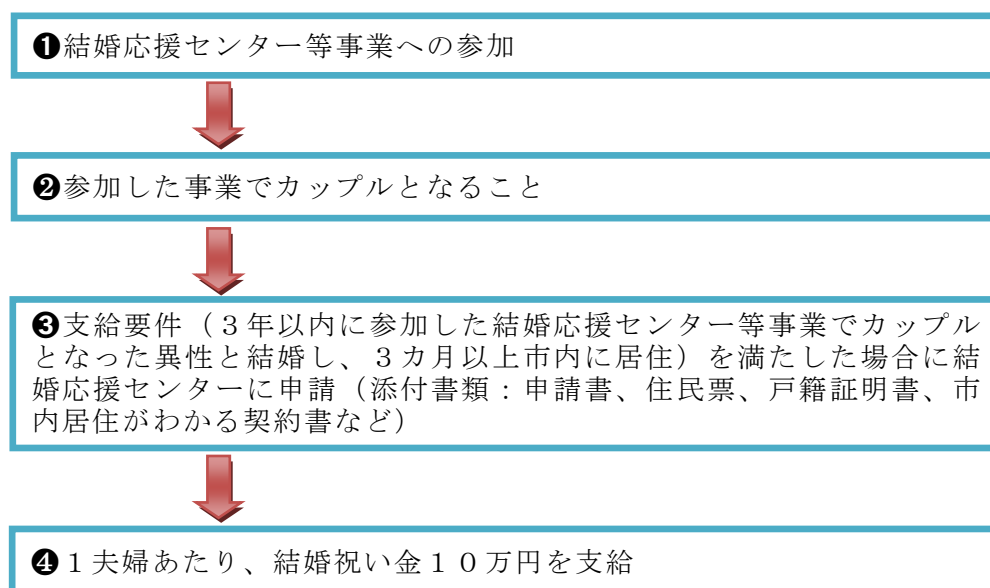 ❶結婚応援センター等事業への参加
❷参加した事業でカップルとなること
❸支給要件（３年以内に参加した結婚応援センター等事業でカップル
となった異性と結婚し、３カ月以上市内に居住）を満たした場合に結
婚応援センターに申請（添付書類：申請書、住民票、戸籍証明書、市
内居住がわかる契約書など）
❹１夫婦あたり、結婚祝い金１０万円を支給